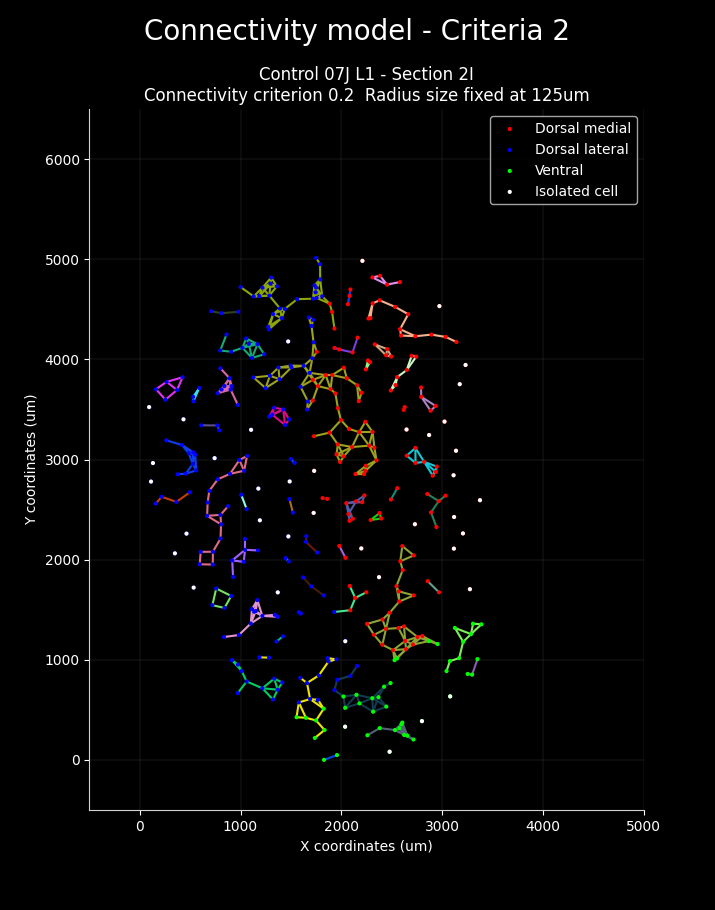 Connectivity model - Criteria 2
Control 07J L1 - Section 2I
Connectivity criterion 0.2  Radius size fixed at 125um
Dorsal medial
Dorsal lateral
Ventral
Isolated cell
6000
5000
4000
3000
2000
1000
0
Y coordinates (um)
0
1000
2000
3000
4000
5000
X coordinates (um)